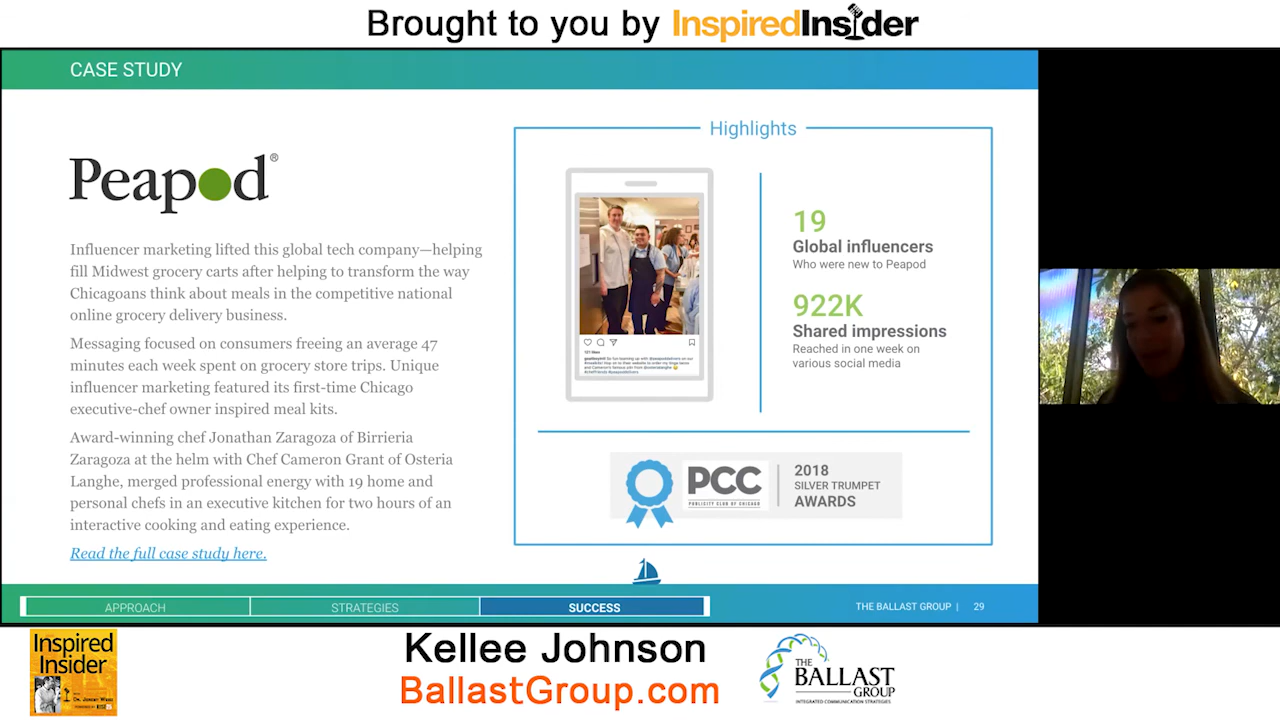 Brought to you by InspiredInsider
CASE STUDY
Peapod®
Influencer marketing lifted this global tech company—helping
fill Midwest grocery carts after helping to transform the way
Chicagoans think about meals in the competitive national
online grocery delivery business.
Messaging focused on consumers freeing an average 47
minutes each week spent on grocery store trips. Unique
influencer marketing featured its first-time Chicago
executive-chef owner inspired meal kits.
Award-winning chef Jonathan Zaragoza of Birrieria
Zaragoza at the helm with Chef Cameron Grant of Osteria
Langhe, merged professional energy with 19 home and
personal chefs in an executive kitchen for two hours of an
interactive cooking and eating experience.
Read the full case study here.
Highlights
121 likes
19
Global influencers
Who were new to Peapod
922K
Shared impressions
Reached in one week on
various social media
PCC
PUBLICITY CLUB OF CHICAGO
2018
SILVER TRUMPET
AWARDS
APPROACH
STRATEGIES
SUCCESS
THE BALLAST GROUP | 29
Inspired
Insider
Kellee Johnson
BallastGroup.com
THE
BALLAST
GROUP
INTEGRATED COMMUNICATION STRATEGIES